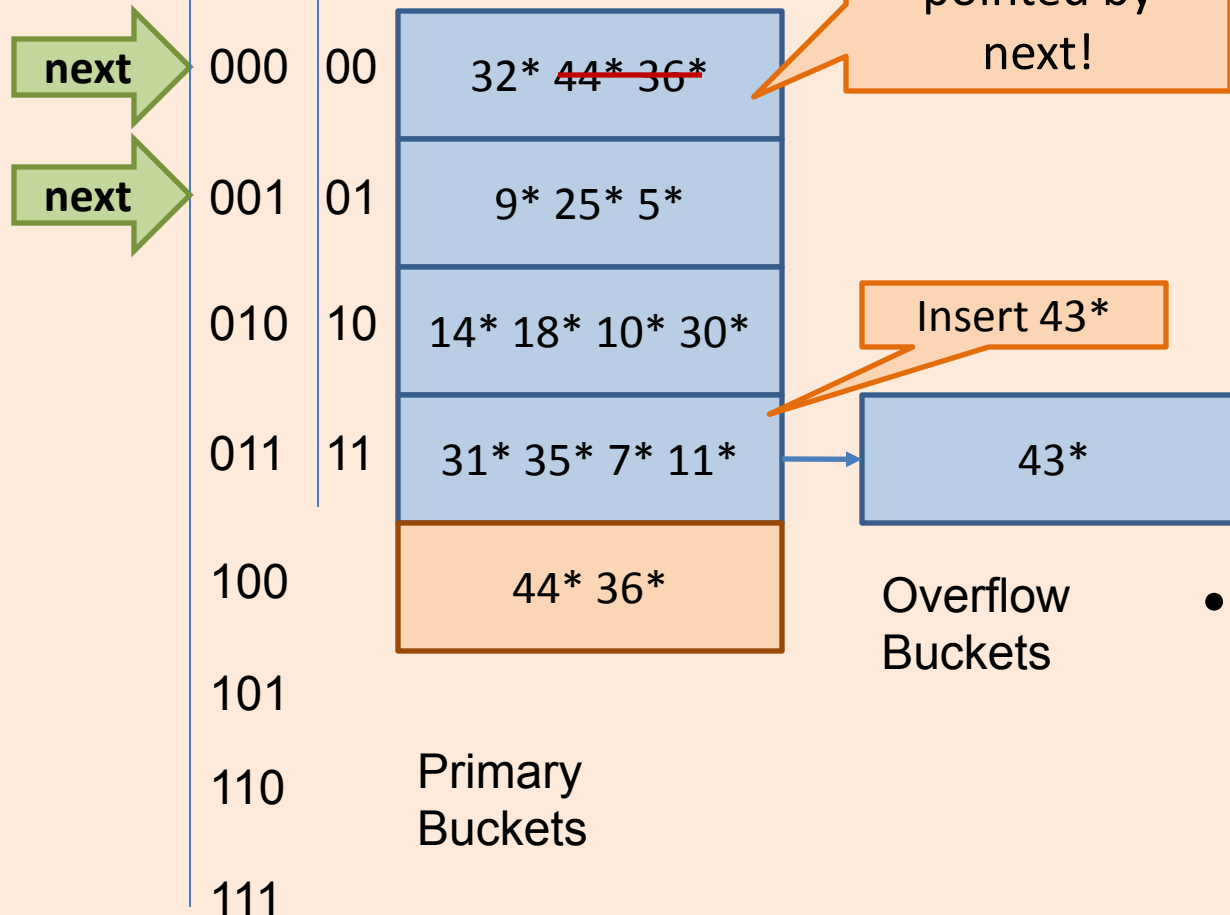 pointed by
next!
next 000 00 32* 44* 36*
next 001 01 9* 25* 5*
010 10 14* 18* 10* 30*
Insert 43*
011 11 31* 35* 7* 11* 43*
100 44* 36*
Overflow
Buckets
•
101
110
Primary
Buckets
111